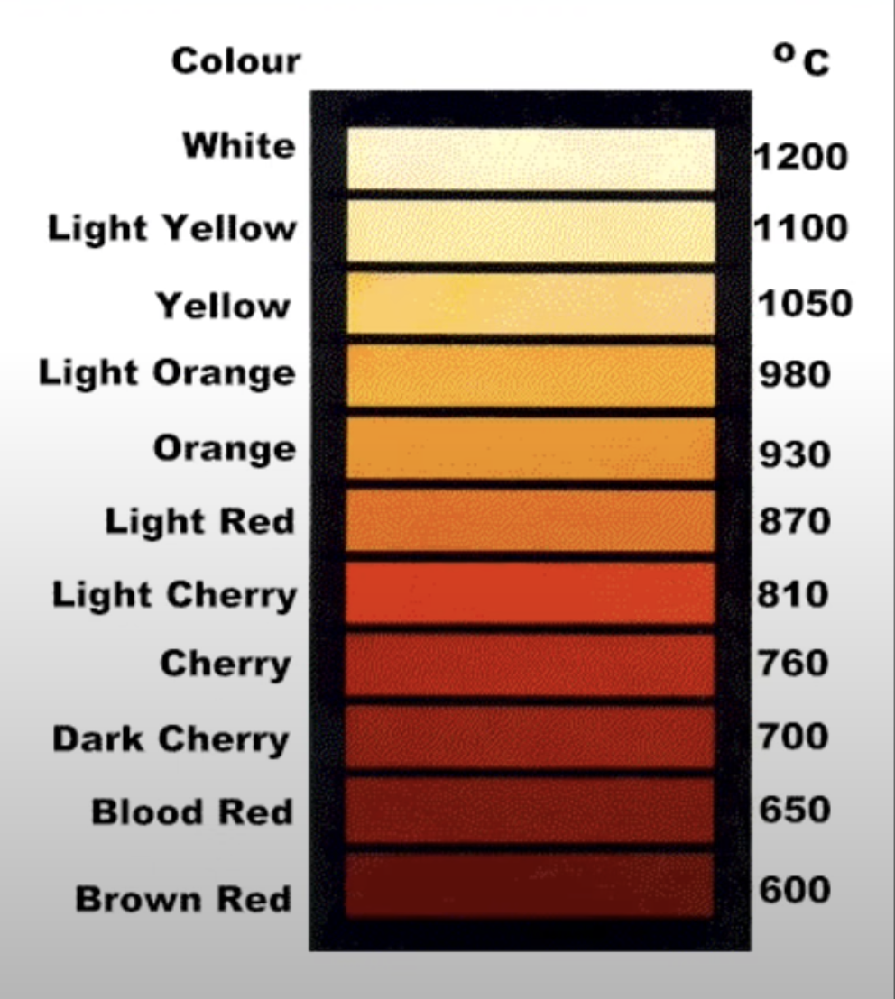 Colour °C
White 1200
Light Yellow 1100
Yellow 1050
Light Orange 980
Orange 930
Light Red 870
Light Cherry 810
Cherry 760
Dark Cherry 700
Blood Red 650
Brown Red 600